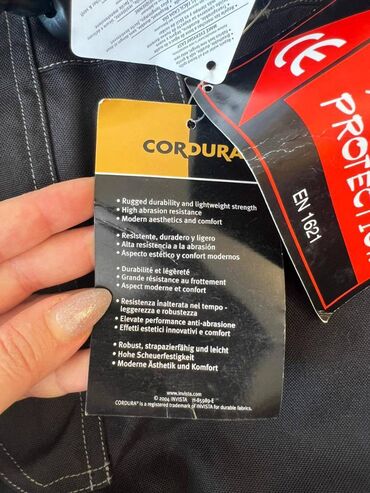 CORDURA
• Rugged durability and lightweight strength
• High abrasion resistance
• Modern aesthetics and comfort
• Resistente, duradero y ligero
• Alta resistencia a la abrasión
• Aspecto estético y confort modernos
• Durabilité et légèreté
• Grande résistance au frottement
• Aspect moderne et confort
• Resistenza inalterata nel tempo -
leggerezza e robustezza
• Elevate performance anti-abrasione
• Effetti estetici innovativi e comfort
• Robust, strapazierfähig und leicht
• Hohe Scheuerfestigkeit
• Moderne Ästhetik und Komfort
www.invista.com
© 2004 INVISTA
CORDURA® is a registered trademark of INVISTA for durable fabrics.
CE
EN 1621